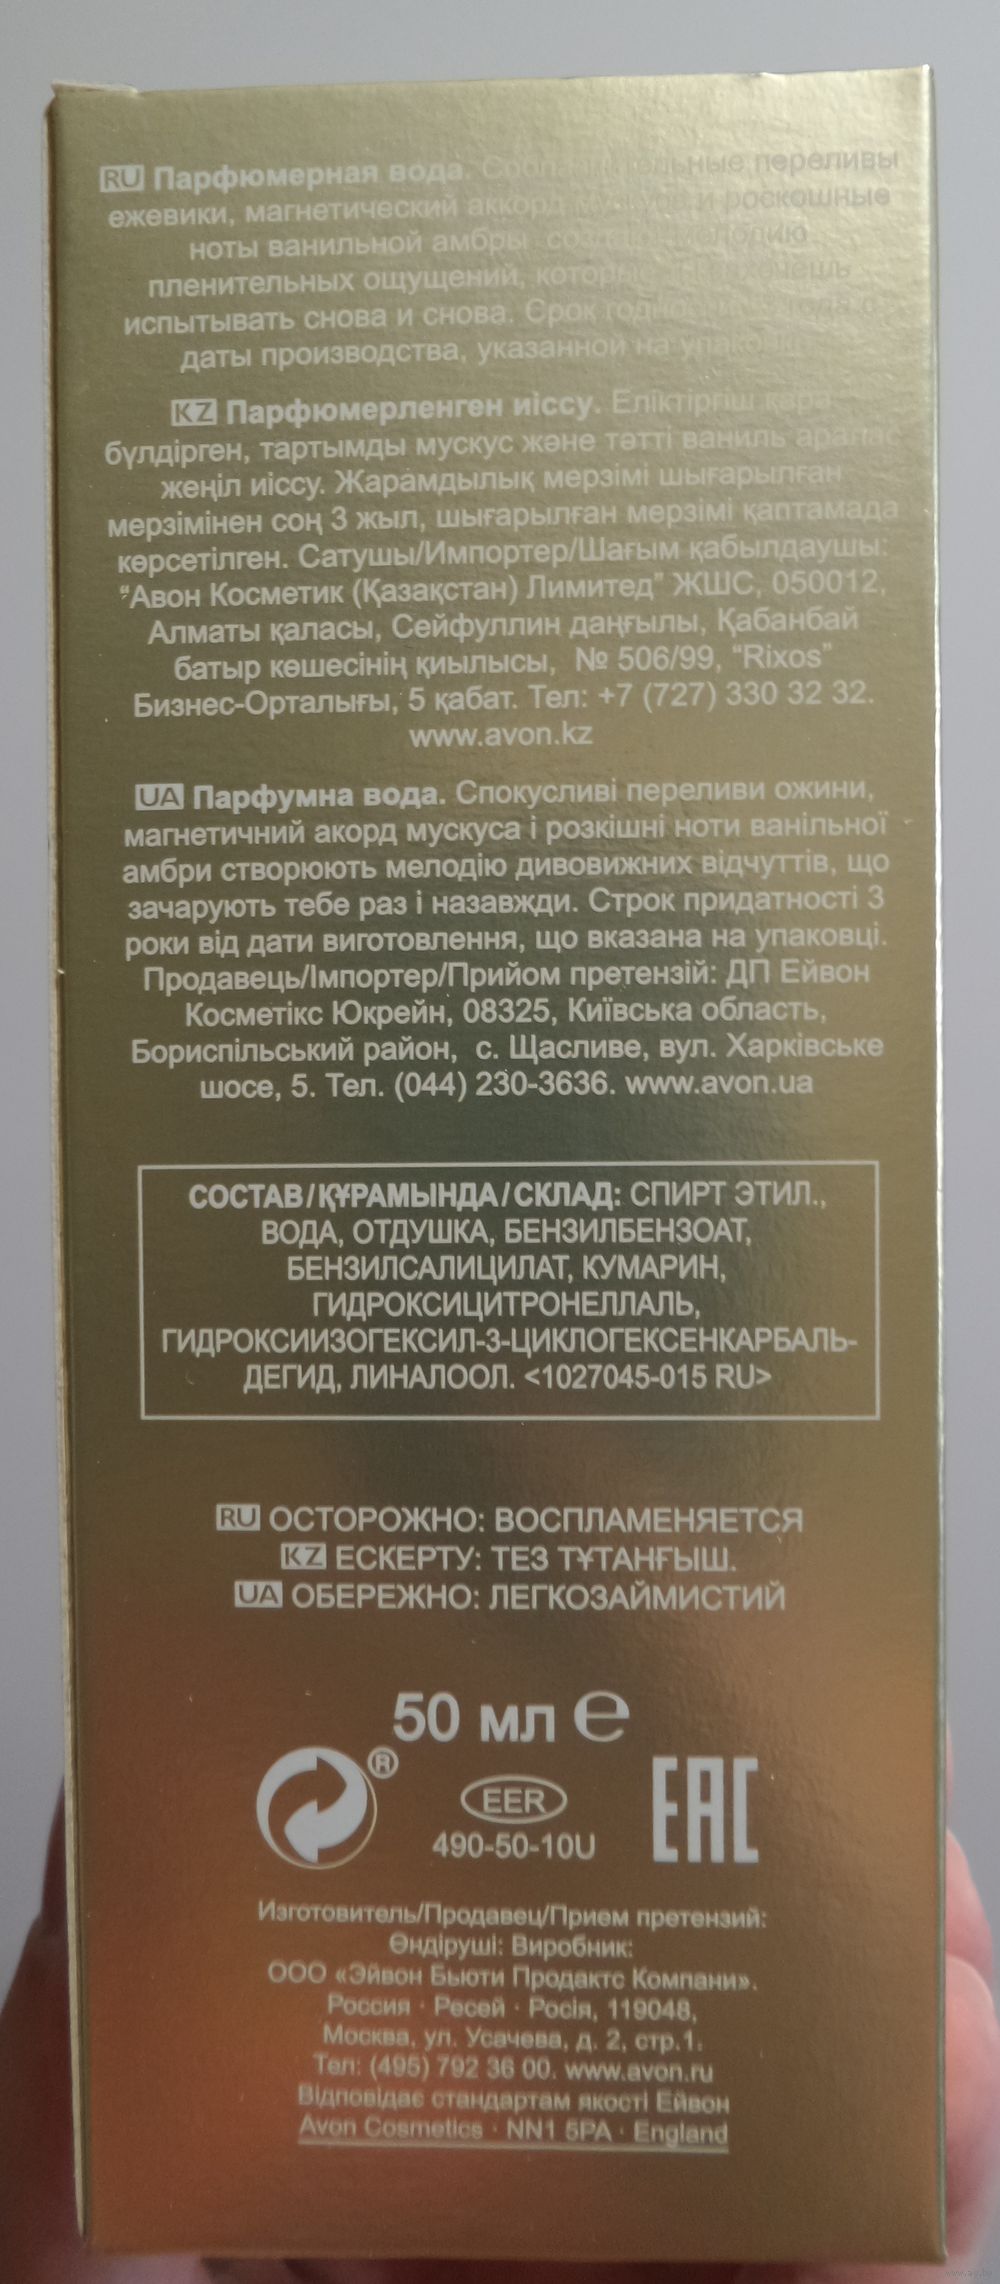 RU Парфюмерная вода. переливы
ежевики, магнетический аккорд мускуса и роскошные
ноты ванильной амбры мелодию
пленительных ощущений, которые
испытывать снова и снова. Срок
даты производства, указанной на упаковке
KZ Парфюмерленген иіссу. Еліктіргіш қара
бүлдірген, тартымды мускус және тәтті ваниль аралас
жеңіл иіссу. Жарамдылық мерзімі шығарылған
мерзімінен соң 3 жыл, шығарылған мерзімі қаптамада
көрсетілген. Сатушы/Импортер/Шағым қабылдаушы:
“Авон Косметик (Қазақстан) Лимитед” ЖШС, 050012,
Алматы қаласы, Сейфуллин даңғылы, Қабанбай
батыр көшесінің қиылысы, № 506/99, “Rixos”
Бизнес-Орталығы, 5 қабат. Тел: +7 (727) 330 32 32.
www.avon.kz
UA Парфумна вода. Спокусливі переливи ожини,
магнетичний акорд мускуса і розкішні ноти ванільної
амбри створюють мелодію дивовижних відчуттів, що
зачарують тебе раз і назавжди. Строк придатності 3
роки від дати виготовлення, що вказана на упаковці.
Продавець/Імпортер/Прийом претензій: ДП Ейвон
Косметікс Юкрейн, 08325, Київська область,
Бориспільський район, с. Щасливе, вул. Харківське
шосе, 5. Тел. (044) 230-3636. www.avon.ua
СОСТАВ/ҚҰРАМЫНДА/СКЛАД: СПИРТ ЭТИЛ.,
ВОДА, ОТДУШКА, БЕНЗИЛБЕНЗОАТ,
БЕНЗИЛСАЛИЦИЛАТ, КУМАРИН,
ГИДРОКСИЦИТРОНЕЛЛАЛЬ,
ГИДРОКСИИЗОГЕКСИЛ-3-ЦИКЛОГЕКСЕНКАРБАЛЬ-
ДЕГИД, ЛИНАЛООЛ. <1027045-015 RU>
RU ОСТОРОЖНО: ВОСПЛАМЕНЯЕТСЯ
KZ ЕСКЕРТУ: ТЕЗ ТҰТАНҒЫШ.
UA ОБЕРЕЖНО: ЛЕГКОЗАЙМИСТИЙ
50 мл ℮
®
EER
490-50-10U
EAC
Изготовитель/Продавец/Прием претензий:
Өндіруші: Виробник:
ООО «Эйвон Бьюти Продактс Компани».
Россия · Ресей · Росія, 119048,
Москва, ул. Усачева, д. 2, стр.1.
Тел: (495) 792 36 00. www.avon.ru
Відповідає стандартам якості Ейвон
Avon Cosmetics · NN1 5PA · England